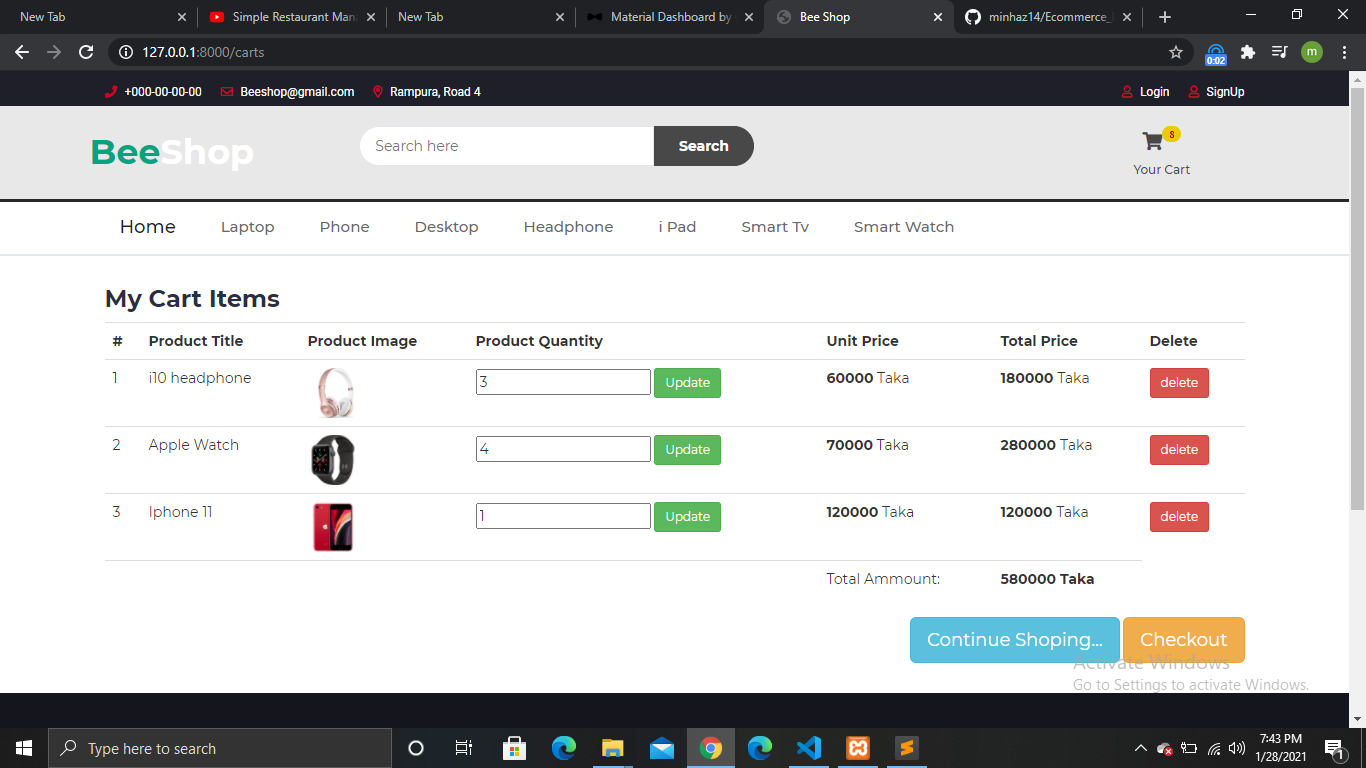 New Tab
Simple Restaurant Man
New Tab
Material Dashboard by
Bee Shop
minhaz14/Ecommerce_
127.0.0.1:8000/carts
0:02
m
+000-00-00-00 Beeshop@gmail.com Rampura, Road 4 Login SignUp
BeeShop
Search here Search
8
Your Cart
Home Laptop Phone Desktop Headphone i Pad Smart Tv Smart Watch
My Cart Items
# Product Title Product Image Product Quantity Unit Price Total Price Delete
1 i10 headphone 3 Update 60000 Taka 180000 Taka delete
2 Apple Watch 4 Update 70000 Taka 280000 Taka delete
3 Iphone 11 1 Update 120000 Taka 120000 Taka delete
Total Ammount: 580000 Taka
Continue Shoping... Checkout
Activate Windows
Go to Settings to activate Windows.
Type here to search
7:43 PM
1/28/2021
1